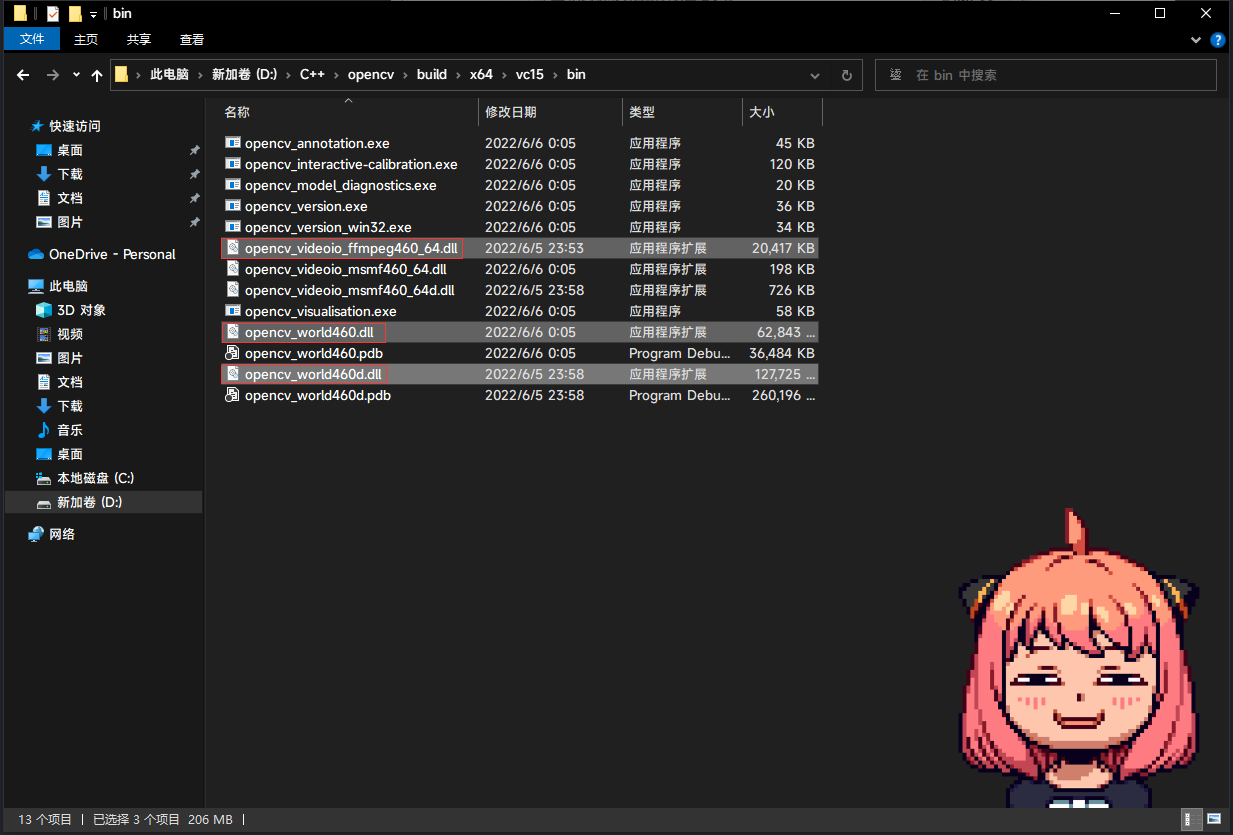 bin
文件 主页 共享 查看
此电脑 新加卷 (D:) C++ opencv build x64 vc15 bin 在 bin 中搜索
名称 修改日期 类型 大小
快速访问
桌面
下载
文档
图片
OneDrive - Personal
此电脑
3D 对象
视频
图片
文档
下载
音乐
桌面
本地磁盘 (C:)
新加卷 (D:)
网络
opencv_annotation.exe 2022/6/6 0:05 应用程序 45 KB
opencv_interactive-calibration.exe 2022/6/6 0:05 应用程序 120 KB
opencv_model_diagnostics.exe 2022/6/6 0:05 应用程序 20 KB
opencv_version.exe 2022/6/6 0:05 应用程序 36 KB
opencv_version_win32.exe 2022/6/6 0:05 应用程序 34 KB
opencv_videoio_ffmpeg460_64.dll 2022/6/5 23:53 应用程序扩展 20,417 KB
opencv_videoio_msmf460_64.dll 2022/6/6 0:05 应用程序扩展 198 KB
opencv_videoio_msmf460_64d.dll 2022/6/5 23:58 应用程序扩展 726 KB
opencv_visualisation.exe 2022/6/6 0:05 应用程序 58 KB
opencv_world460.dll 2022/6/6 0:05 应用程序扩展 62,843 ...
opencv_world460.pdb 2022/6/6 0:05 Program Debu... 36,484 KB
opencv_world460d.dll 2022/6/5 23:58 应用程序扩展 127,725 ...
opencv_world460d.pdb 2022/6/5 23:58 Program Debu... 260,196 ...
13 个项目 已选择 3 个项目 206 MB